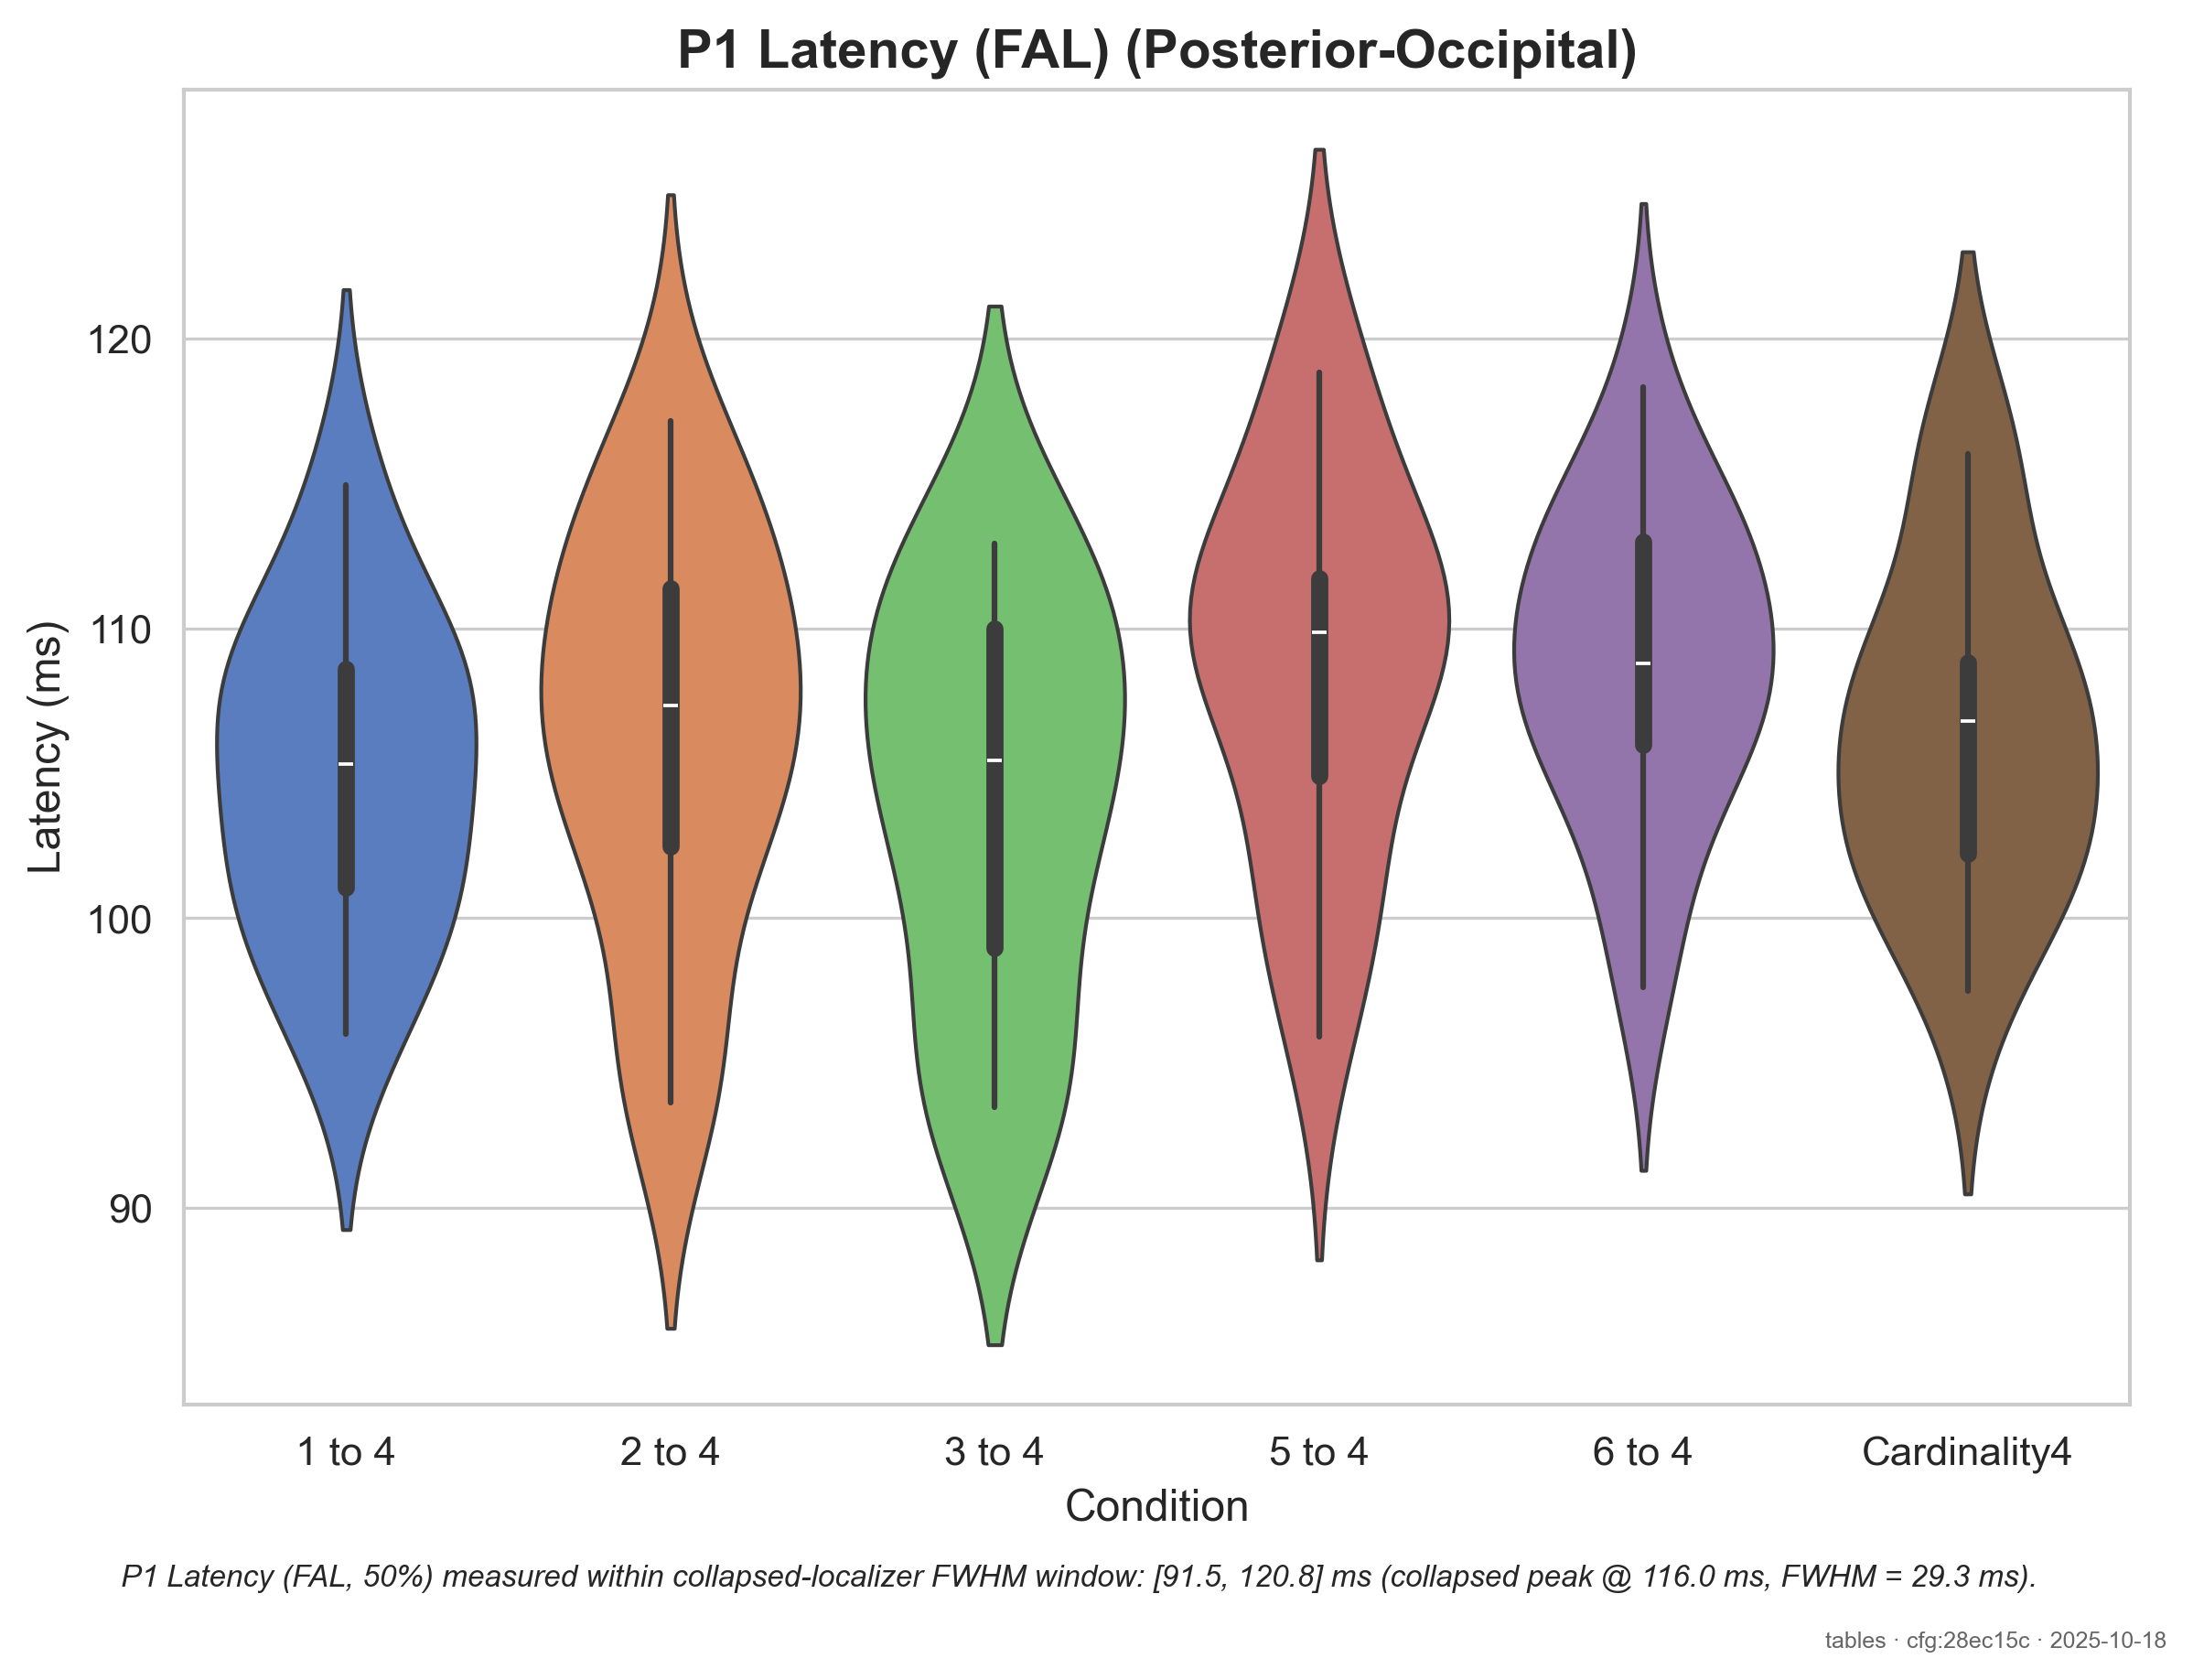 P1 Latency (FAL) (Posterior-Occipital)
Latency (ms)
120
110
100
90
1 to 4
2 to 4
3 to 4
5 to 4
6 to 4
Cardinality4
Condition
P1 Latency (FAL, 50%) measured within collapsed-localizer FWHM window: [91.5, 120.8] ms (collapsed peak @ 116.0 ms, FWHM = 29.3 ms).
tables · cfg:28ec15c · 2025-10-18